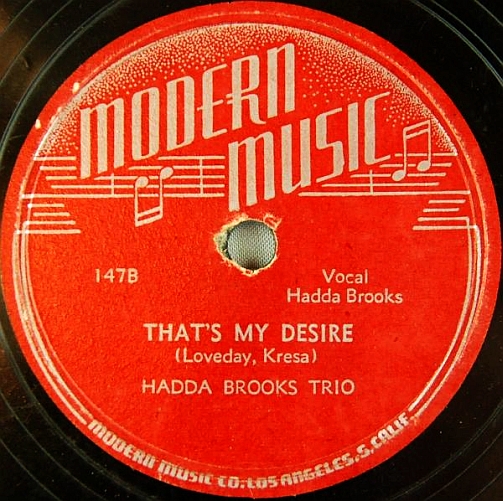 MODERN
MUSIC
147B
Vocal
Hadda Brooks
THAT'S MY DESIRE
(Loveday, Kresa)
HADDA BROOKS TRIO
MODERN MUSIC CO. LOS ANGELES, S, CALIF